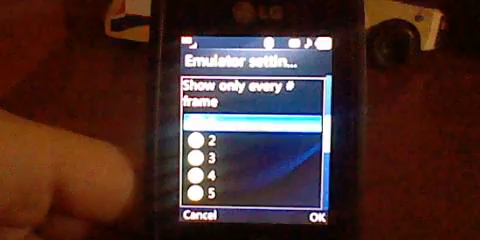 LG
Emulator settin...
Show only every #
frame
2
3
4
5
Cancel OK